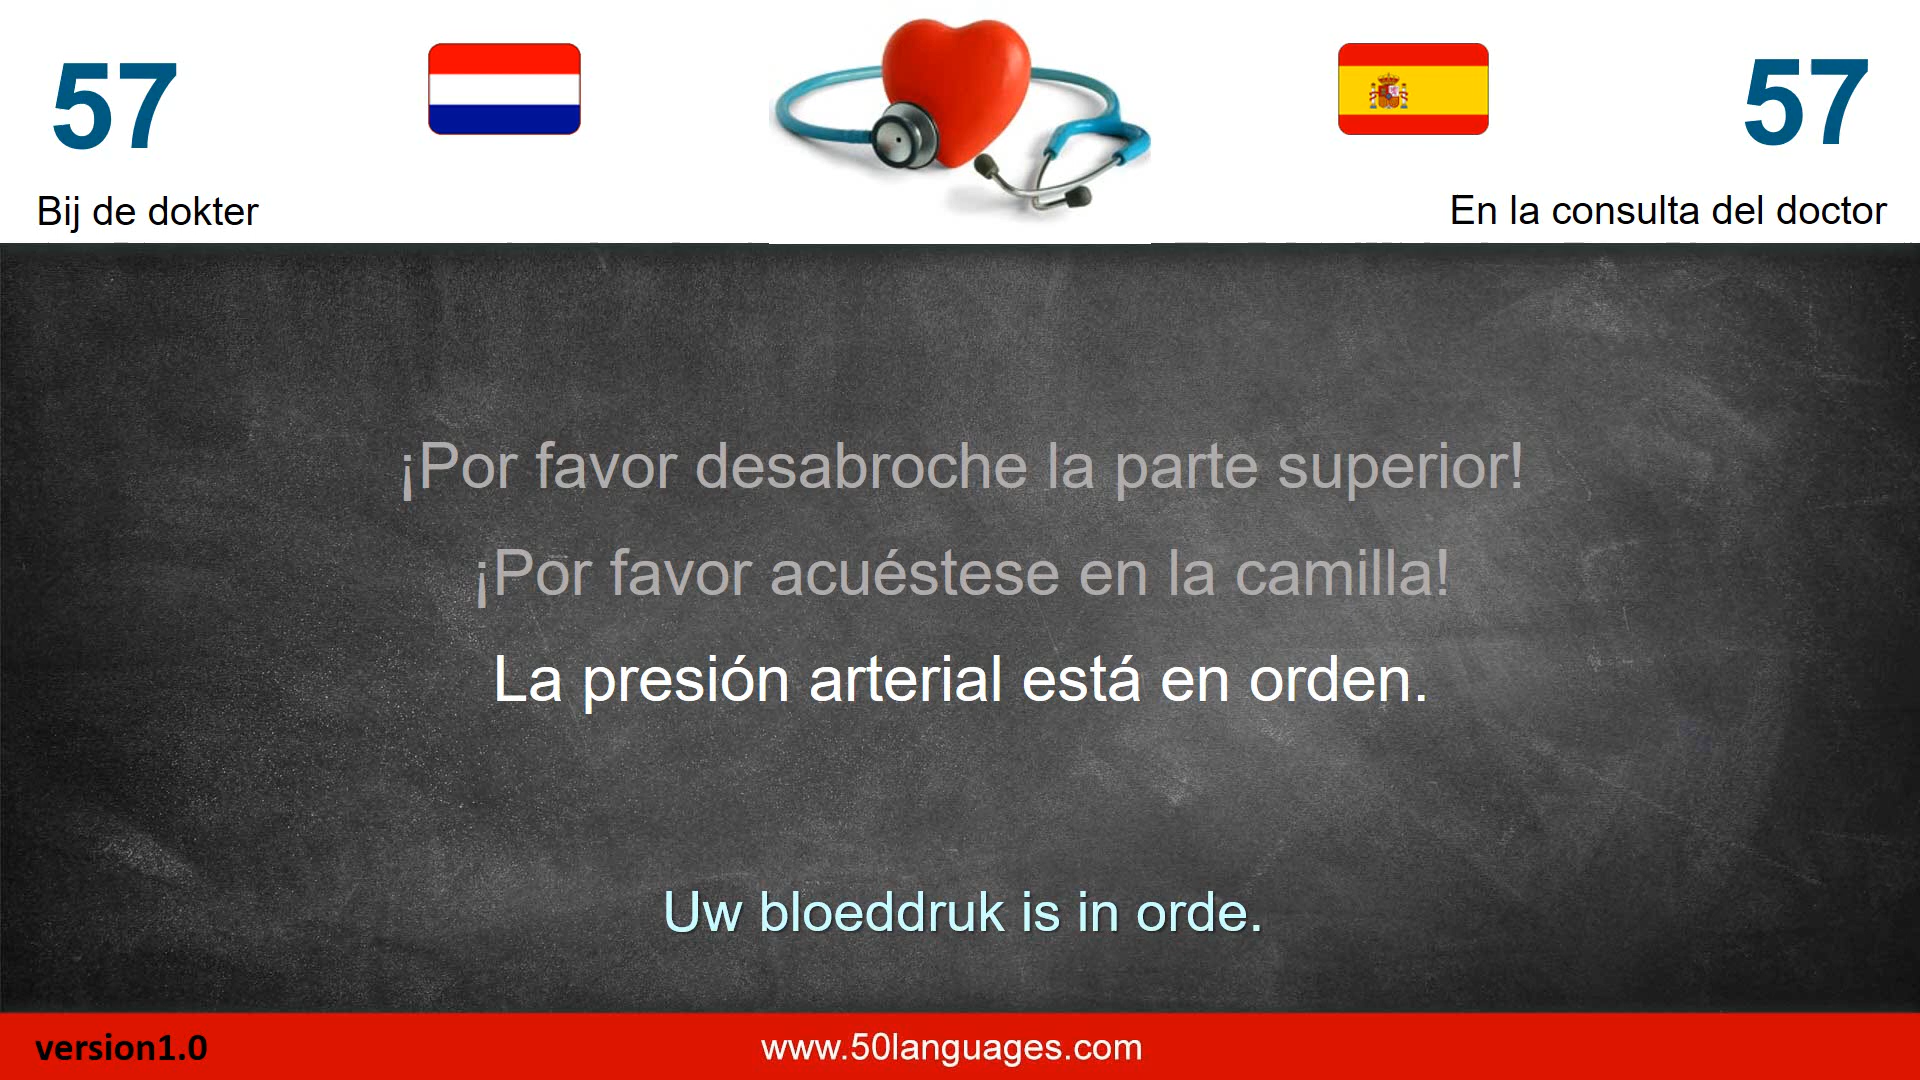 57
57
Bij de dokter
En la consulta del doctor
¡Por favor desabroche la parte superior!
¡Por favor acuéstese en la camilla!
La presión arterial está en orden.
Uw bloeddruk is in orde.
version1.0
www.50languages.com